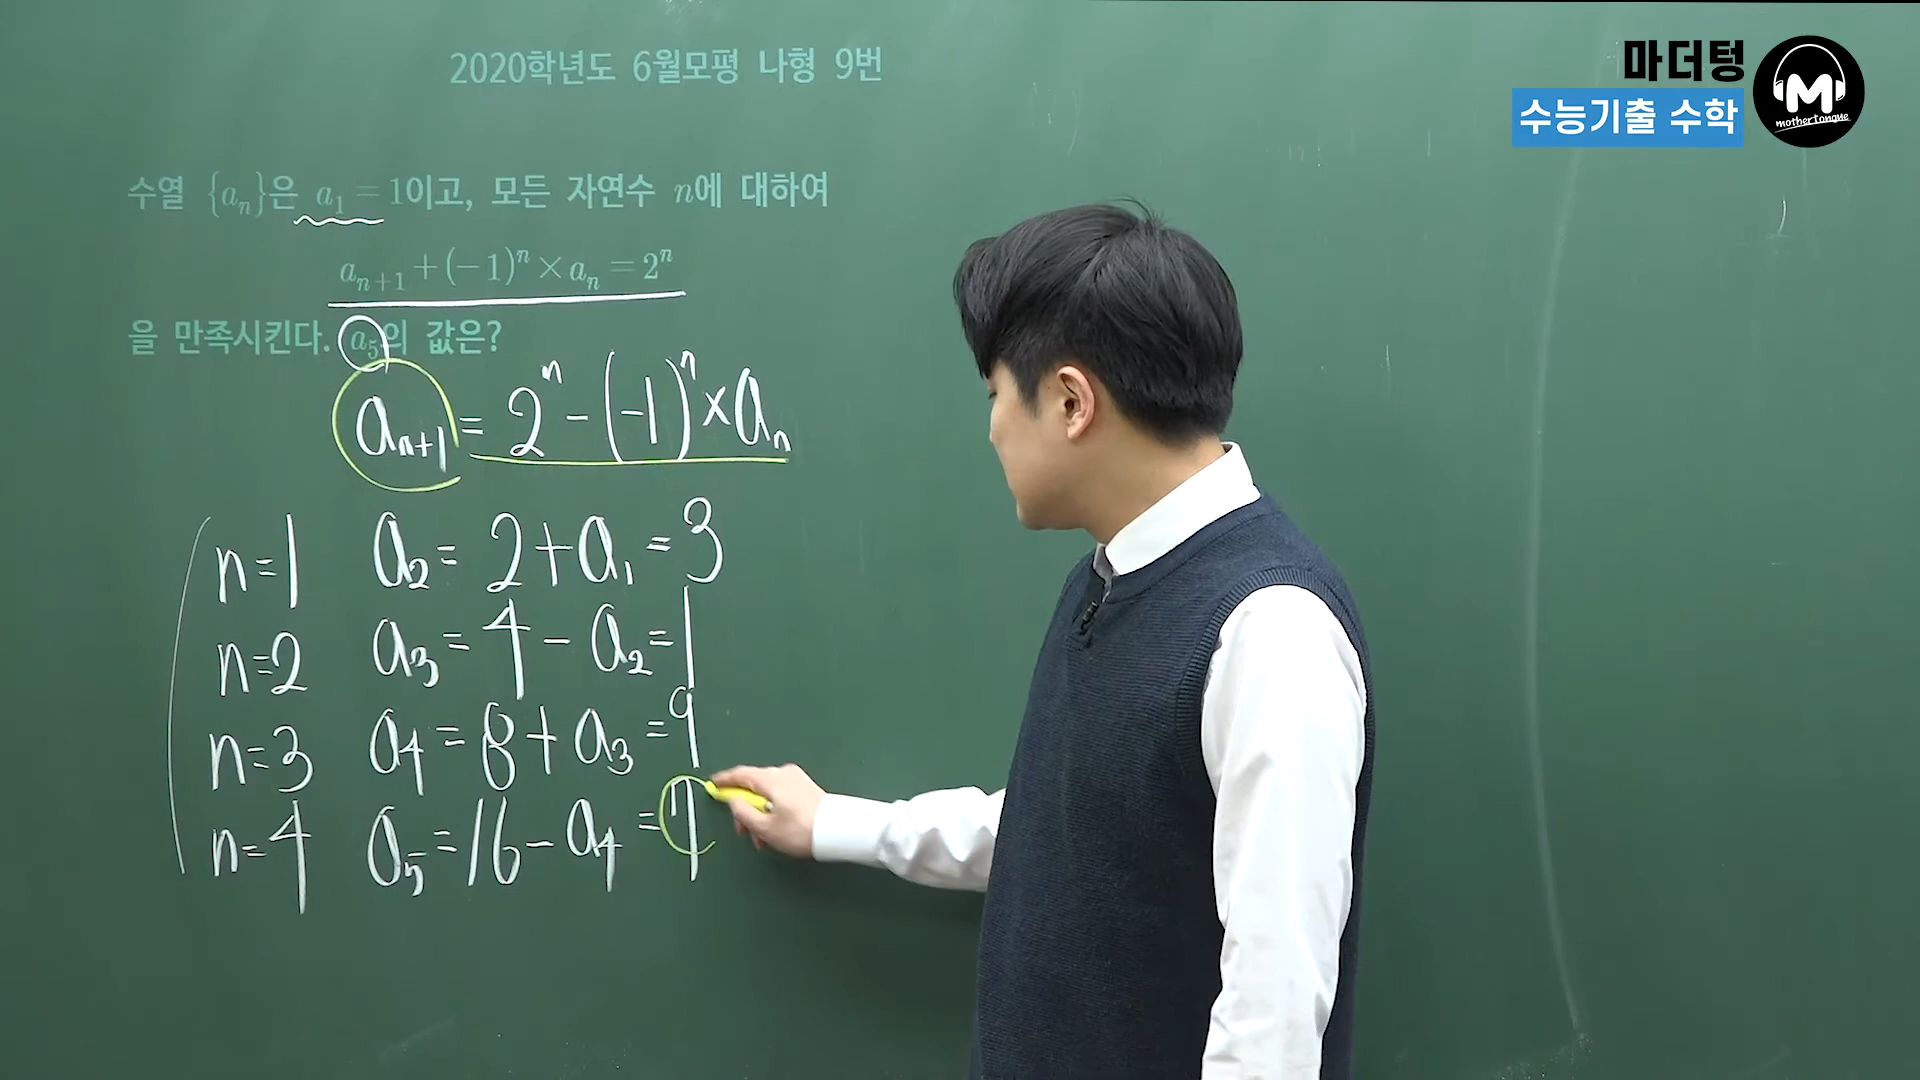 2020학년도 6월모평 나형 9번
마더텅
수능기출 수학
M
mothertongue
수열 {aₙ}은 a₁ = 1이고, 모든 자연수 n에 대하여
aₙ₊₁ + (−1)ⁿ × aₙ = 2ⁿ
을 만족시킨다. a₅의 값은?
aₙ₊₁ = 2ⁿ − (−1)ⁿ × aₙ
n=1 a₂ = 2 + a₁ = 3
n=2 a₃ = 4 − a₂ = 1
n=3 a₄ = 8 + a₃ = 9
n=4 a₅ = 16 − a₄ = 7